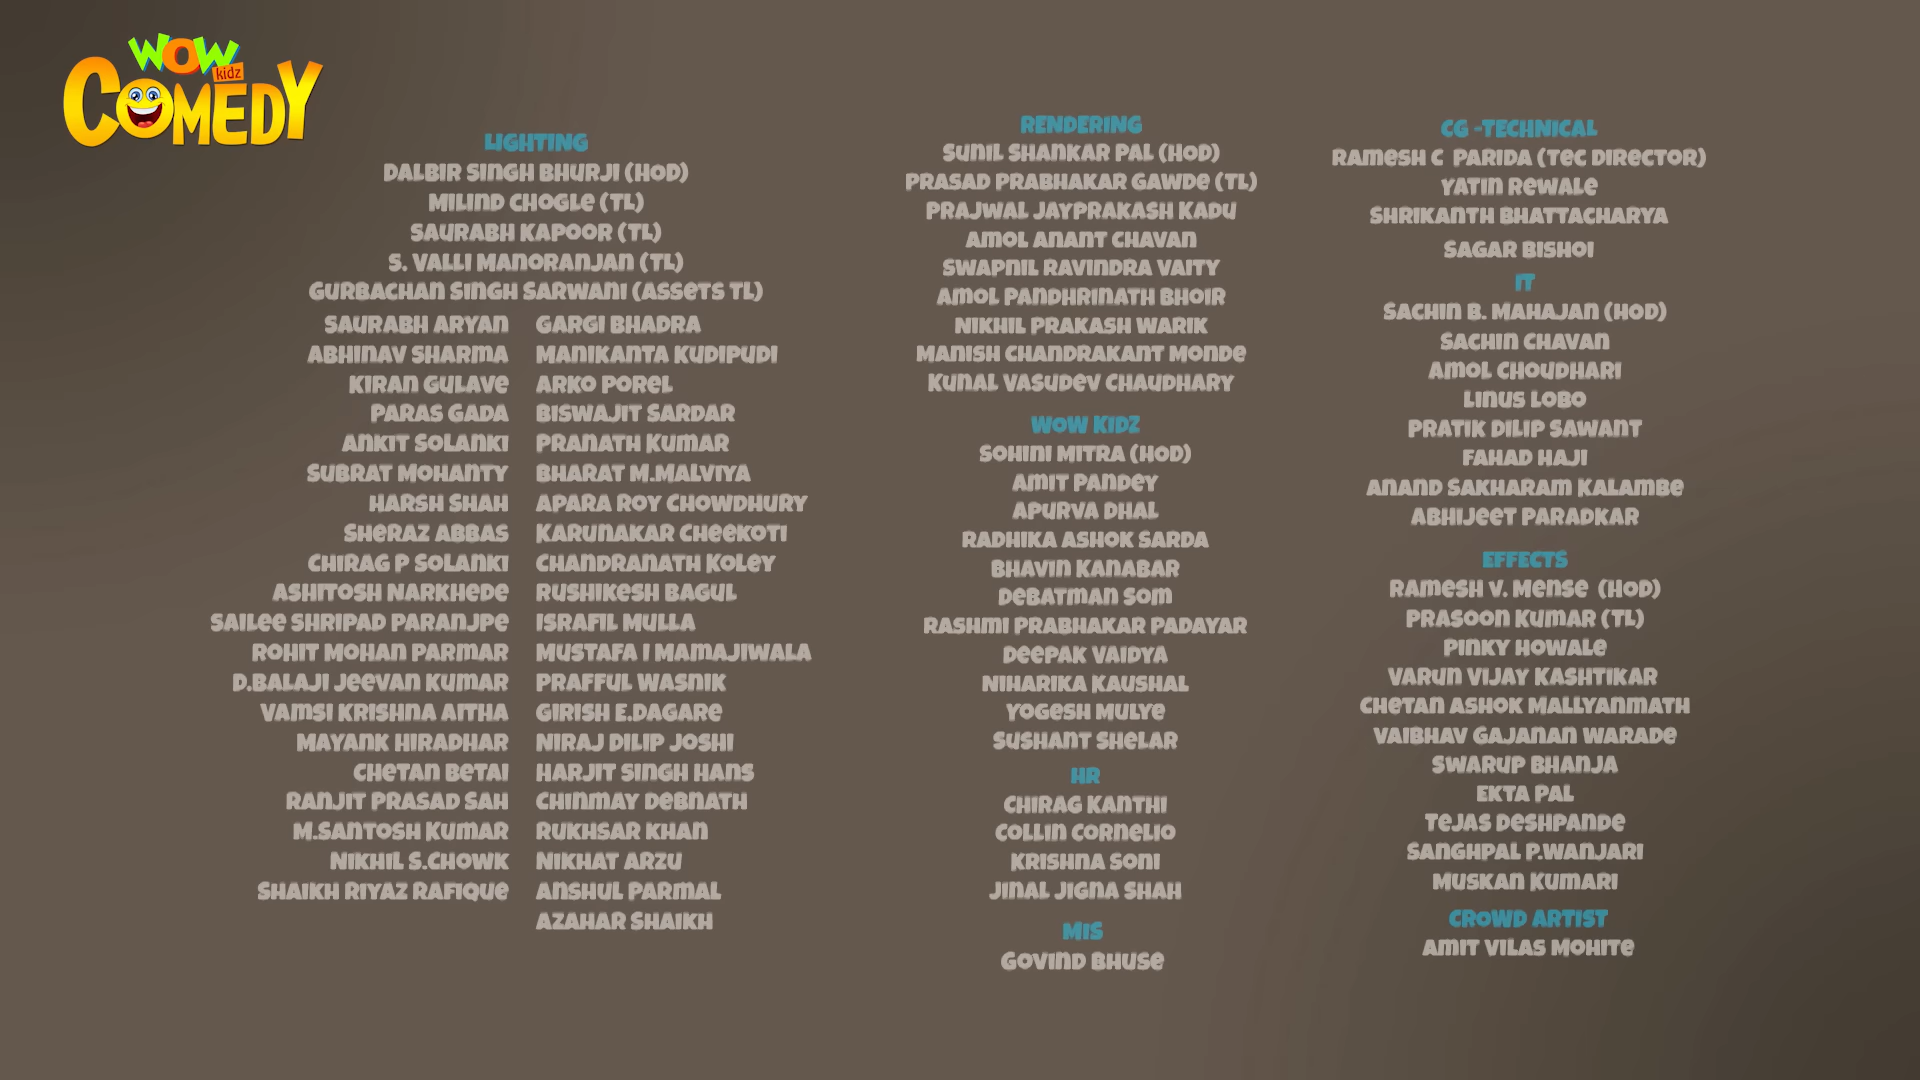 WOW
kidz
COMEDY
LIGHTING
DALBIR SINGH BHURJI (HOD)
MILIND CHOGLE (TL)
SAURABH KAPOOR (TL)
S. VALLI MANORANJAN (TL)
GURBACHAN SINGH SARWANI (ASSETS TL)
SAURABH ARYAN GARGI BHADRA
ABHINAV SHARMA MANIKANTA KUDIPUDI
KIRAN GULAVE ARKO POREL
PARAS GADA BISWAJIT SARDAR
ANKIT SOLANKI PRANATH KUMAR
SUBRAT MOHANTY BHARAT M.MALVIYA
HARSH SHAH APARA ROY CHOWDHURY
SHERAZ ABBAS KARUNAKAR CHEEKOTI
CHIRAG P SOLANKI CHANDRANATH KOLEY
ASHITOSH NARKHEDE RUSHIKESH BAGUL
SAILEE SHRIPAD PARANJPE ISRAFIL MULLA
ROHIT MOHAN PARMAR MUSTAFA I MAMAJIWALA
D.BALAJI JEEVAN KUMAR PRAFFUL WASNIK
VAMSI KRISHNA AITHA GIRISH E.DAGARE
MAYANK HIRADHAR NIRAJ DILIP JOSHI
CHETAN BETAI HARJIT SINGH HANS
RANJIT PRASAD SAH CHINMAY DEBNATH
M.SANTOSH KUMAR RUKHSAR KHAN
NIKHIL S.CHOWK NIKHAT ARZU
SHAIKH RIYAZ RAFIQUE ANSHUL PARMAL
AZAHAR SHAIKH
RENDERING
SUNIL SHANKAR PAL (HOD)
PRASAD PRABHAKAR GAWDE (TL)
PRAJWAL JAYPRAKASH KADU
AMOL ANANT CHAVAN
SWAPNIL RAVINDRA VAITY
AMOL PANDHRINATH BHOIR
NIKHIL PRAKASH WARIK
MANISH CHANDRAKANT MONDE
KUNAL VASUDEV CHAUDHARY
WOW KIDZ
SOHINI MITRA (HOD)
AMIT PANDEY
APURVA DHAL
RADHIKA ASHOK SARDA
BHAVIN KANABAR
DEBATMAN SOM
RASHMI PRABHAKAR PADAYAR
DEEPAK VAIDYA
NIHARIKA KAUSHAL
YOGESH MULYE
SUSHANT SHELAR
HR
CHIRAG KANTHI
COLLIN CORNELIO
KRISHNA SONI
JINAL JIGNA SHAH
MIS
GOVIND BHUSE
CG -TECHNICAL
RAMESH C PARIDA (TEC DIRECTOR)
YATIN REWALE
SHRIKANTH BHATTACHARYA
SAGAR BISHOI
IT
SACHIN B. MAHAJAN (HOD)
SACHIN CHAVAN
AMOL CHOUDHARI
LINUS LOBO
PRATIK DILIP SAWANT
FAHAD HAJI
ANAND SAKHARAM KALAMBE
ABHIJEET PARADKAR
EFFECTS
RAMESH V. MENSE (HOD)
PRASOON KUMAR (TL)
PINKY HOWALE
VARUN VIJAY KASHTIKAR
CHETAN ASHOK MALLYANMATH
VAIBHAV GAJANAN WARADE
SWARUP BHANJA
EKTA PAL
TEJAS DESHPANDE
SANGHPAL P.WANJARI
MUSKAN KUMARI
CROWD ARTIST
AMIT VILAS MOHITE